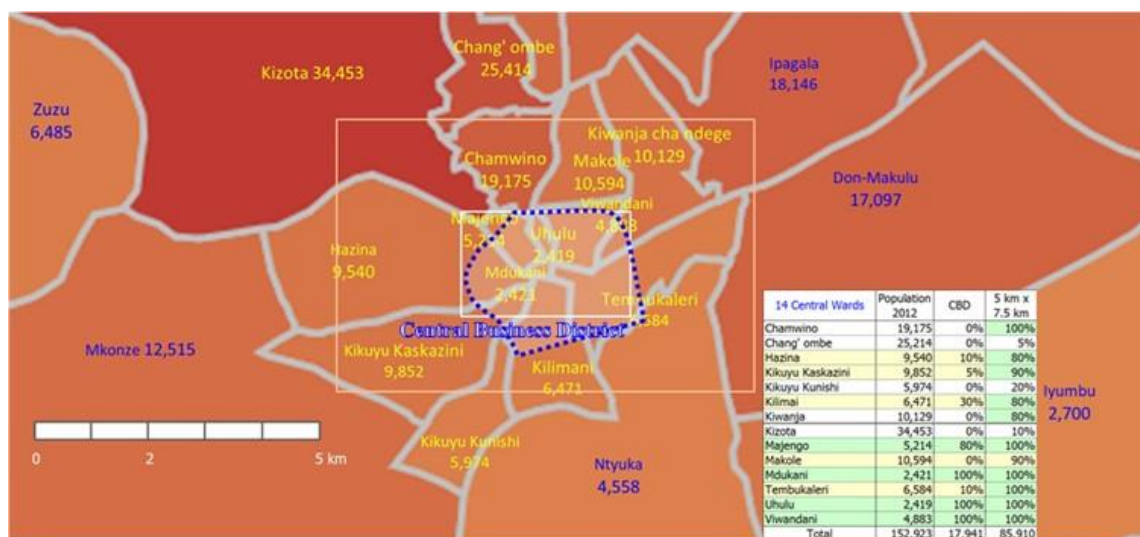 Chang' ombe
25,414
Kizota 34,453
Ipagala
18,146
Zuzu
6,485
Kiwanja cha ndege
10,129
Chamwino
19,175
Makole
10,594
Don-Makulu
17,097
Viwandani
Uhulu
2,419
Hazina
9,540
Mdukani
2,421
Tembukaleri
584
Central Business District
Mkonze 12,515
Kikuyu Kaskazini
9,852
Kilimani
6,471
Iyumbu
2,700
Kikuyu Kunishi
5,974
Ntyuka
4,558
0 2 5 km
14 Central Wards Population 2012 CBD 5 km x 7.5 km
Chamwino 19,175 0% 100%
Chang' ombe 25,214 0% 5%
Hazina 9,540 10% 80%
Kikuyu Kaskazini 9,852 5% 90%
Kikuyu Kunishi 5,974 0% 20%
Kilimai 6,471 30% 80%
Kiwanja 10,129 0% 80%
Kizota 34,453 0% 10%
Majengo 5,214 80% 100%
Makole 10,594 0% 90%
Mdukani 2,421 100% 100%
Tembukaleri 6,584 10% 100%
Uhulu 2,419 100% 100%
Viwandani 4,883 100% 100%
Total 152,923 17,941 85,910